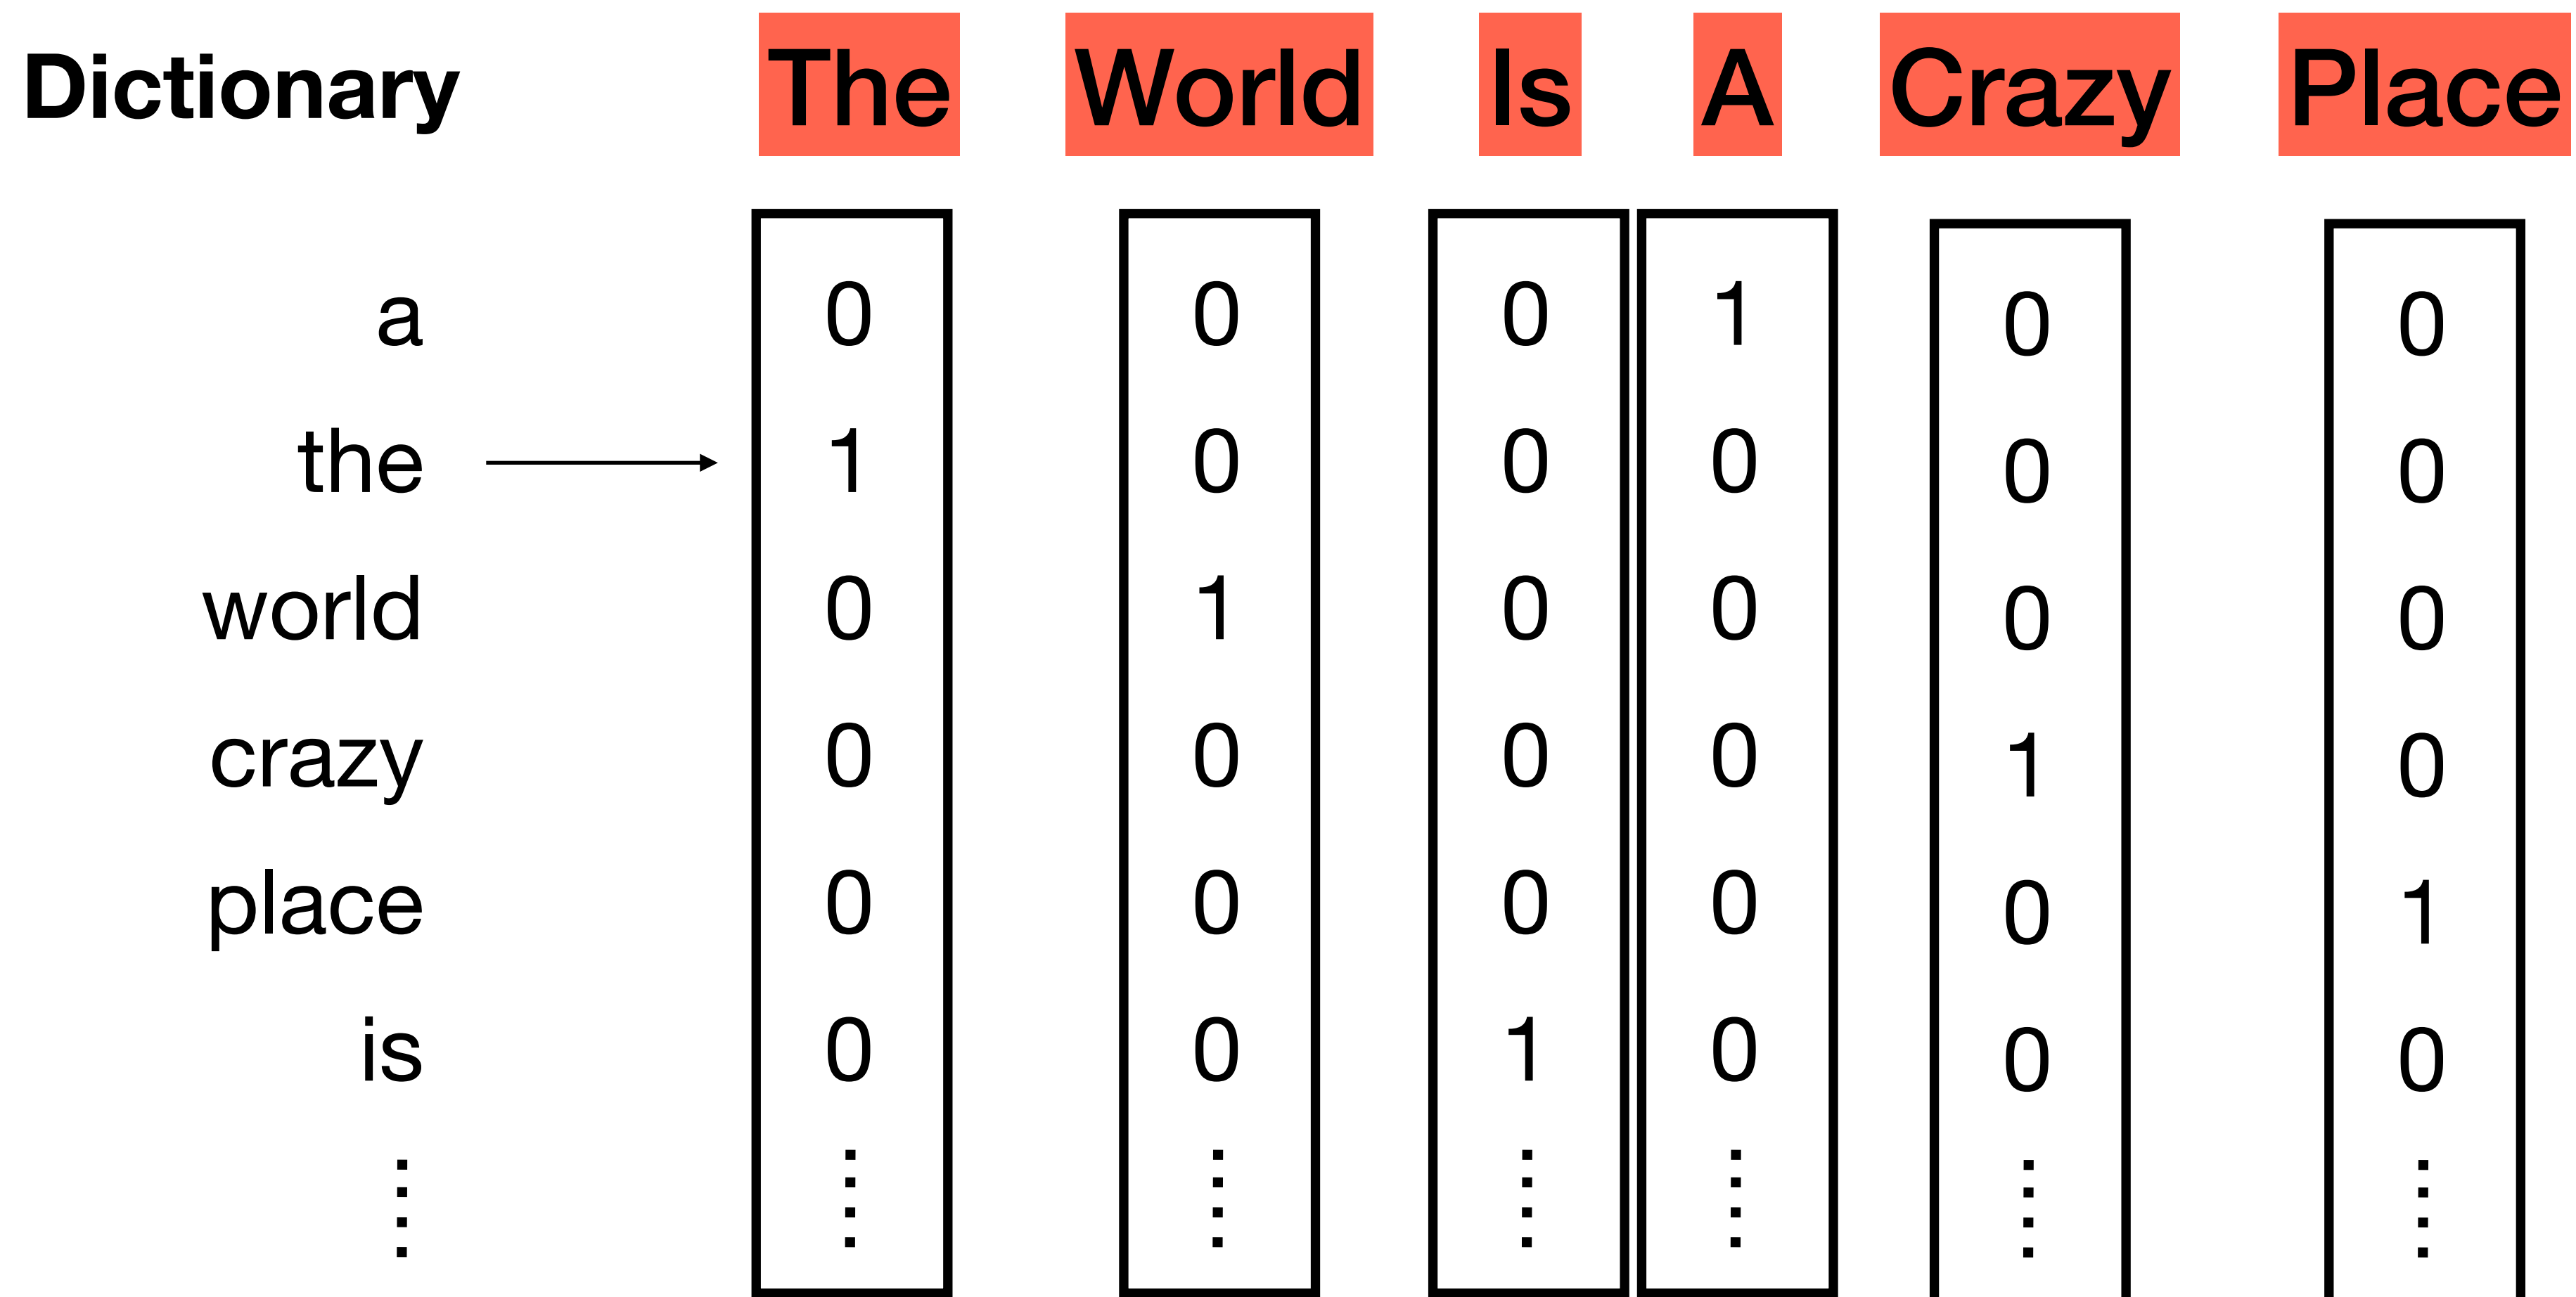 Dictionary The World Is A Crazy Place
a 0 0 0 1 0 0
the 1 0 0 0 0 0
world 0 1 0 0 0 0
crazy 0 0 0 0 1 0
place 0 0 0 0 0 1
is 0 0 1 0 0 0